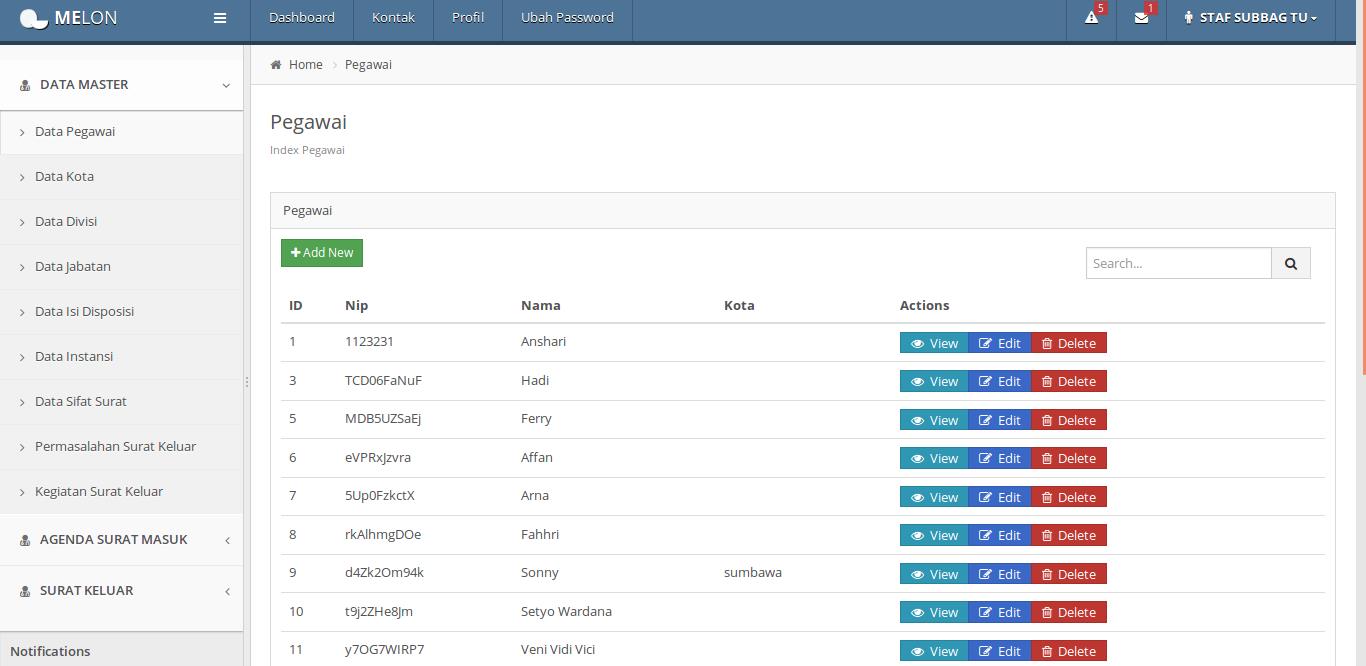 MELON Dashboard Kontak Profil Ubah Password 5 1 STAF SUBBAG TU
DATA MASTER
Data Pegawai
Data Kota
Data Divisi
Data Jabatan
Data Isi Disposisi
Data Instansi
Data Sifat Surat
Permasalahan Surat Keluar
Kegiatan Surat Keluar
AGENDA SURAT MASUK
SURAT KELUAR
Notifications
Home Pegawai
Pegawai
Index Pegawai
Pegawai
Add New Search...
ID Nip Nama Kota Actions
1 1123231 Anshari View Edit Delete
3 TCD06FaNuF Hadi View Edit Delete
5 MDB5UZSaEj Ferry View Edit Delete
6 eVPRxJzvra Affan View Edit Delete
7 5Up0FzkctX Arna View Edit Delete
8 rkAlhmgDOe Fahhri View Edit Delete
9 d4Zk2Om94k Sonny sumbawa View Edit Delete
10 t9j2ZHe8Jm Setyo Wardana View Edit Delete
11 y7OG7WIRP7 Veni Vidi Vici View Edit Delete